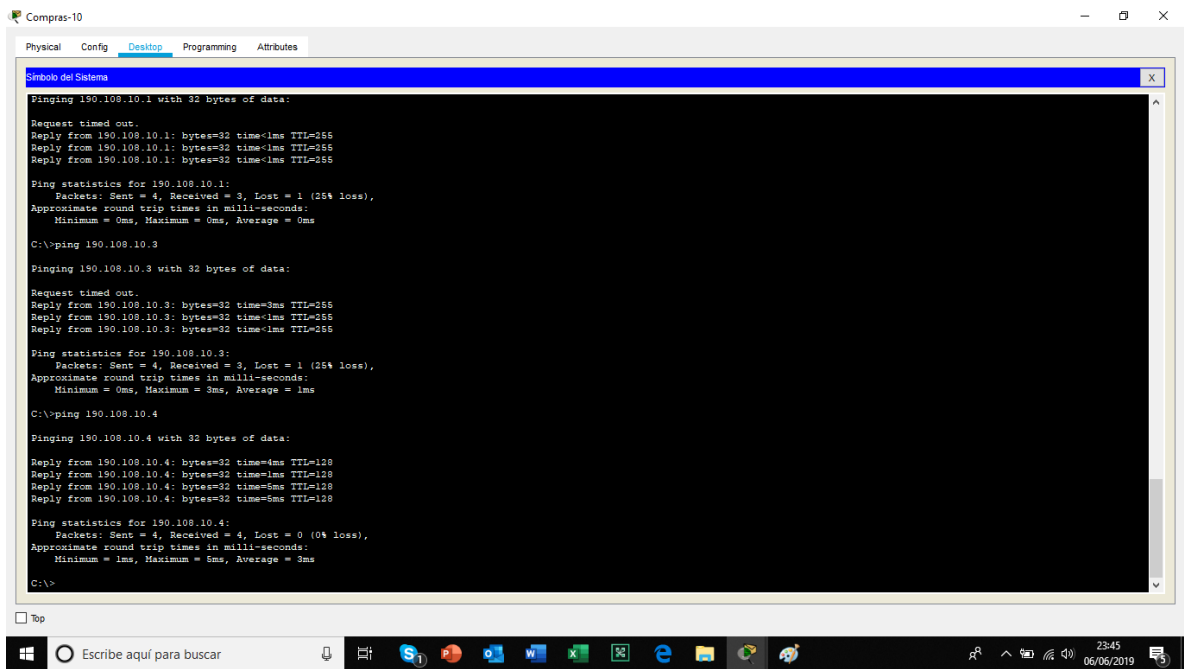 Compras-10
Physical Config Desktop Programming Attributes
Símbolo del Sistema
X
Pinging 190.108.10.1 with 32 bytes of data:
Request timed out.
Reply from 190.108.10.1: bytes=32 time<1ms TTL=255
Reply from 190.108.10.1: bytes=32 time<1ms TTL=255
Reply from 190.108.10.1: bytes=32 time<1ms TTL=255
Ping statistics for 190.108.10.1:
Packets: Sent = 4, Received = 3, Lost = 1 (25% loss),
Approximate round trip times in milli-seconds:
Minimum = 0ms, Maximum = 0ms, Average = 0ms
C:\>ping 190.108.10.3
Pinging 190.108.10.3 with 32 bytes of data:
Request timed out.
Reply from 190.108.10.3: bytes=32 time=3ms TTL=255
Reply from 190.108.10.3: bytes=32 time<1ms TTL=255
Reply from 190.108.10.3: bytes=32 time<1ms TTL=255
Ping statistics for 190.108.10.3:
Packets: Sent = 4, Received = 3, Lost = 1 (25% loss),
Approximate round trip times in milli-seconds:
Minimum = 0ms, Maximum = 3ms, Average = 1ms
C:\>ping 190.108.10.4
Pinging 190.108.10.4 with 32 bytes of data:
Reply from 190.108.10.4: bytes=32 time=4ms TTL=128
Reply from 190.108.10.4: bytes=32 time=1ms TTL=128
Reply from 190.108.10.4: bytes=32 time=5ms TTL=128
Reply from 190.108.10.4: bytes=32 time=5ms TTL=128
Ping statistics for 190.108.10.4:
Packets: Sent = 4, Received = 4, Lost = 0 (0% loss),
Approximate round trip times in milli-seconds:
Minimum = 1ms, Maximum = 5ms, Average = 3ms
C:\>
Top
Escribe aquí para buscar
23:45
06/06/2019